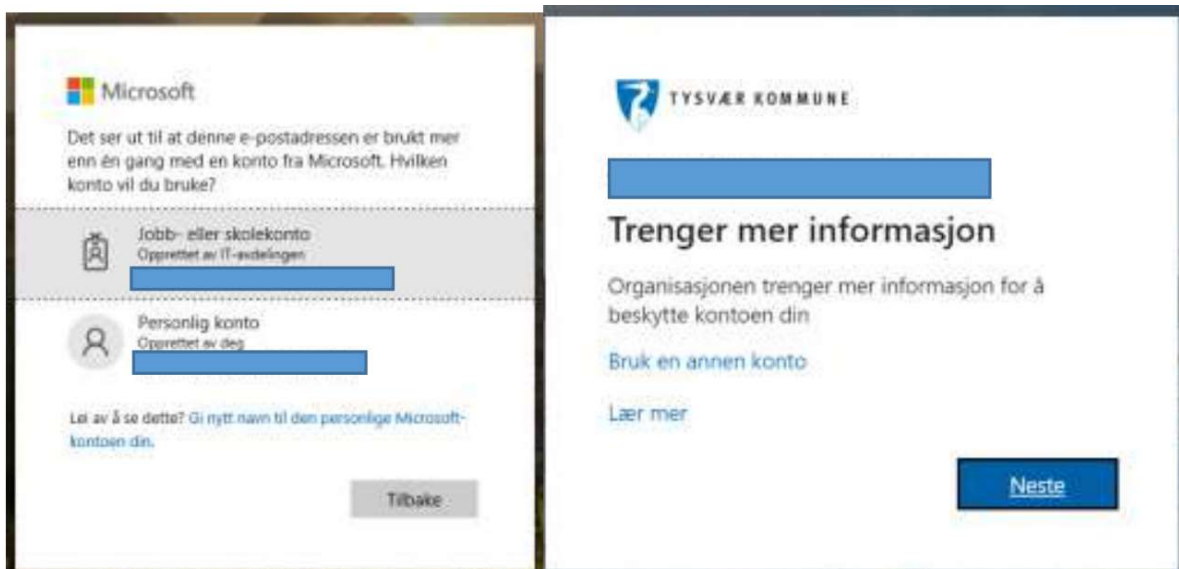 Microsoft
Det ser ut til at denne e-postadressen er brukt mer
enn én gang med en konto fra Microsoft. Hvilken
konto vil du bruke?
Jobb- eller skolekonto
Opprettet av IT-avdelingen
Personlig konto
Opprettet av deg
Lei av å se dette? Gi nytt navn til den personlige Microsoft-
kontoen din.
Tilbake
TYSVÆR KOMMUNE
Trenger mer informasjon
Organisasjonen trenger mer informasjon for å
beskytte kontoen din
Bruk en annen konto
Lær mer
Neste